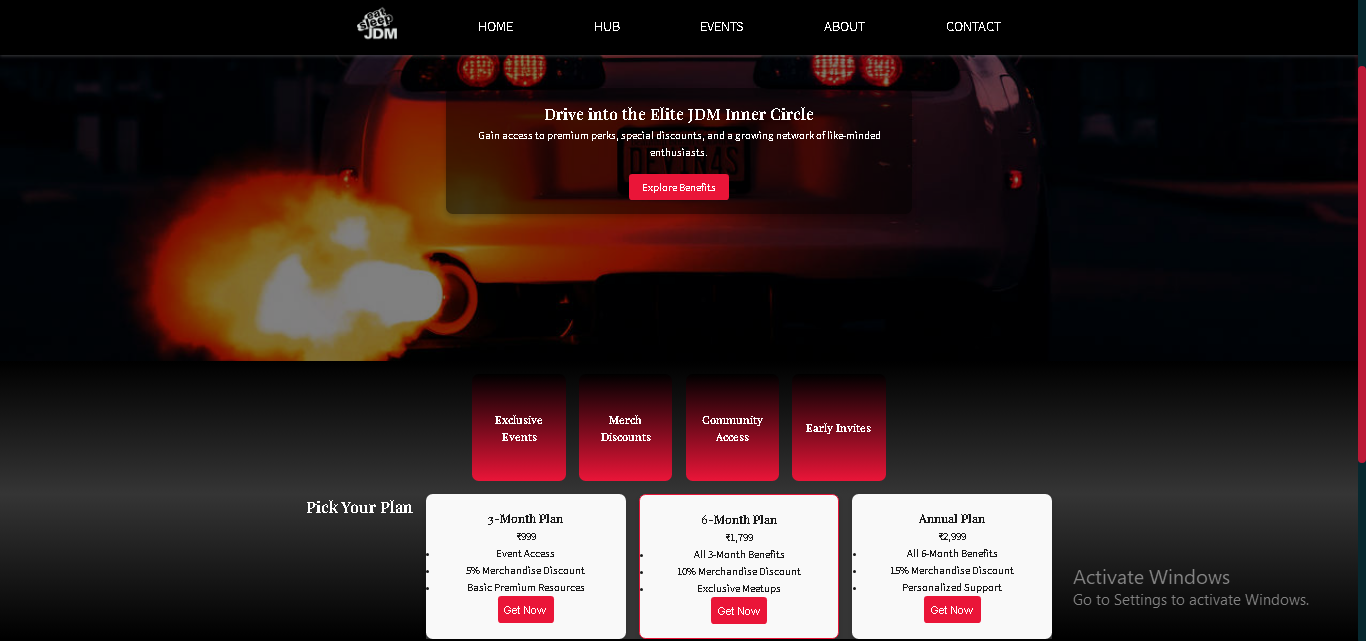 eat
sleep
JDM
HOME HUB EVENTS ABOUT CONTACT
Drive into the Elite JDM Inner Circle
Gain access to premium perks, special discounts, and a growing network of like-minded
enthusiasts.
Explore Benefits
Exclusive
Events
Merch
Discounts
Community
Access
Early Invites
Pick Your Plan
3-Month Plan
₹999
Event Access
5% Merchandise Discount
Basic Premium Resources
Get Now
6-Month Plan
₹1,799
All 3-Month Benefits
10% Merchandise Discount
Exclusive Meetups
Get Now
Annual Plan
₹2,999
All 6-Month Benefits
15% Merchandise Discount
Personalized Support
Get Now
Activate Windows
Go to Settings to activate Windows.